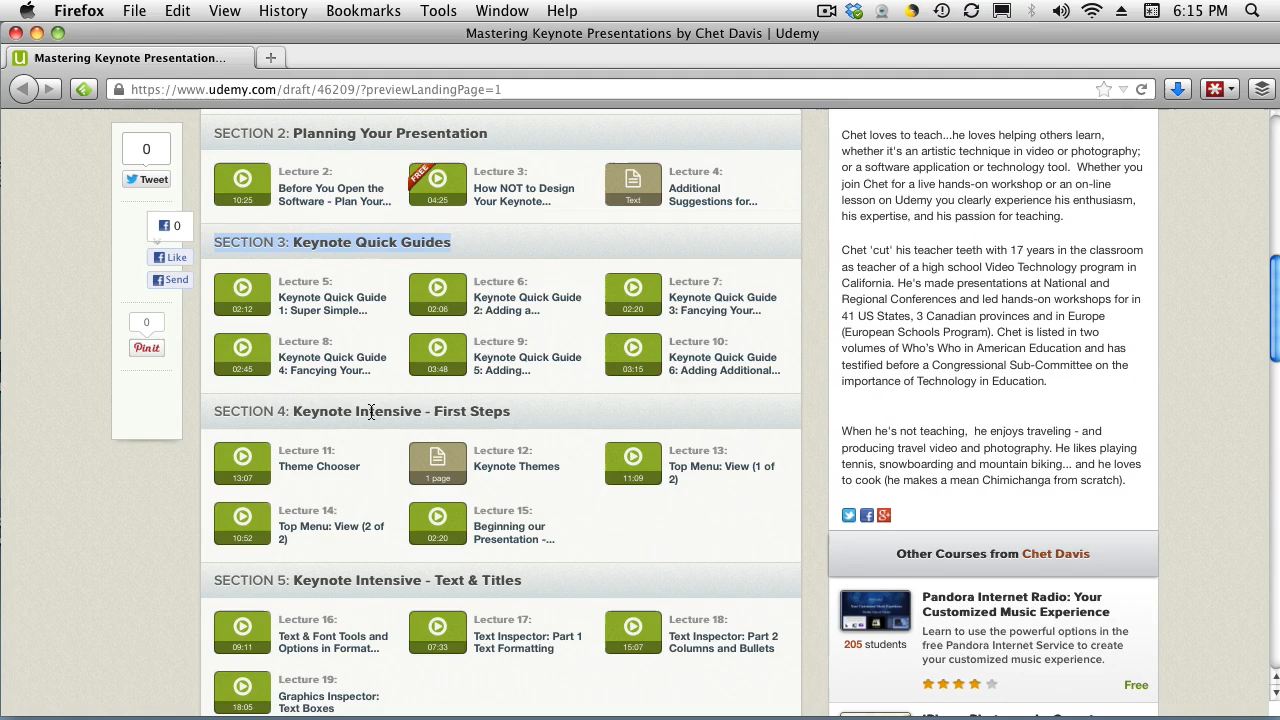 Firefox File Edit View History Bookmarks Tools Window Help 6:15 PM
Mastering Keynote Presentations by Chet Davis | Udemy
Mastering Keynote Presentation...
https://www.udemy.com/draft/46209/?previewLandingPage=1
0
Tweet
0
Like
Send
0
Pin it
SECTION 2: Planning Your Presentation
Lecture 2:
Before You Open the
Software - Plan Your...
10:25
FREE
Lecture 3:
How NOT to Design
Your Keynote...
04:25
Lecture 4:
Additional
Suggestions for...
Text
SECTION 3: Keynote Quick Guides
Lecture 5:
Keynote Quick Guide
1: Super Simple...
02:12
Lecture 6:
Keynote Quick Guide
2: Adding a...
02:06
Lecture 7:
Keynote Quick Guide
3: Fancying Your...
02:20
Lecture 8:
Keynote Quick Guide
4: Fancying Your...
02:45
Lecture 9:
Keynote Quick Guide
5: Adding...
03:48
Lecture 10:
Keynote Quick Guide
6: Adding Additional...
03:15
SECTION 4: Keynote Intensive - First Steps
Lecture 11:
Theme Chooser
13:07
Lecture 12:
Keynote Themes
1 page
Lecture 13:
Top Menu: View (1 of
2)
11:09
Lecture 14:
Top Menu: View (2 of
2)
10:52
Lecture 15:
Beginning our
Presentation -...
02:20
SECTION 5: Keynote Intensive - Text & Titles
Lecture 16:
Text & Font Tools and
Options in Format...
09:11
Lecture 17:
Text Inspector: Part 1
Text Formatting
07:33
Lecture 18:
Text Inspector: Part 2
Columns and Bullets
15:07
Lecture 19:
Graphics Inspector:
Text Boxes
18:05
Chet loves to teach...he loves helping others learn,
whether it's an artistic technique in video or photography;
or a software application or technology tool. Whether you
join Chet for a live hands-on workshop or an on-line
lesson on Udemy you clearly experience his enthusiasm,
his expertise, and his passion for teaching.
Chet 'cut' his teacher teeth with 17 years in the classroom
as teacher of a high school Video Technology program in
California. He's made presentations at National and
Regional Conferences and led hands-on workshops for in
41 US States, 3 Canadian provinces and in Europe
(European Schools Program). Chet is listed in two
volumes of Who's Who in American Education and has
testified before a Congressional Sub-Committee on the
importance of Technology in Education.
When he's not teaching, he enjoys traveling - and
producing travel video and photography. He likes playing
tennis, snowboarding and mountain biking... and he loves
to cook (he makes a mean Chimichanga from scratch).
Other Courses from Chet Davis
Pandora Internet Radio: Your
Customized Music Experience
Learn to use the powerful options in the
free Pandora Internet Service to create
your customized music experience.
205 students
Free